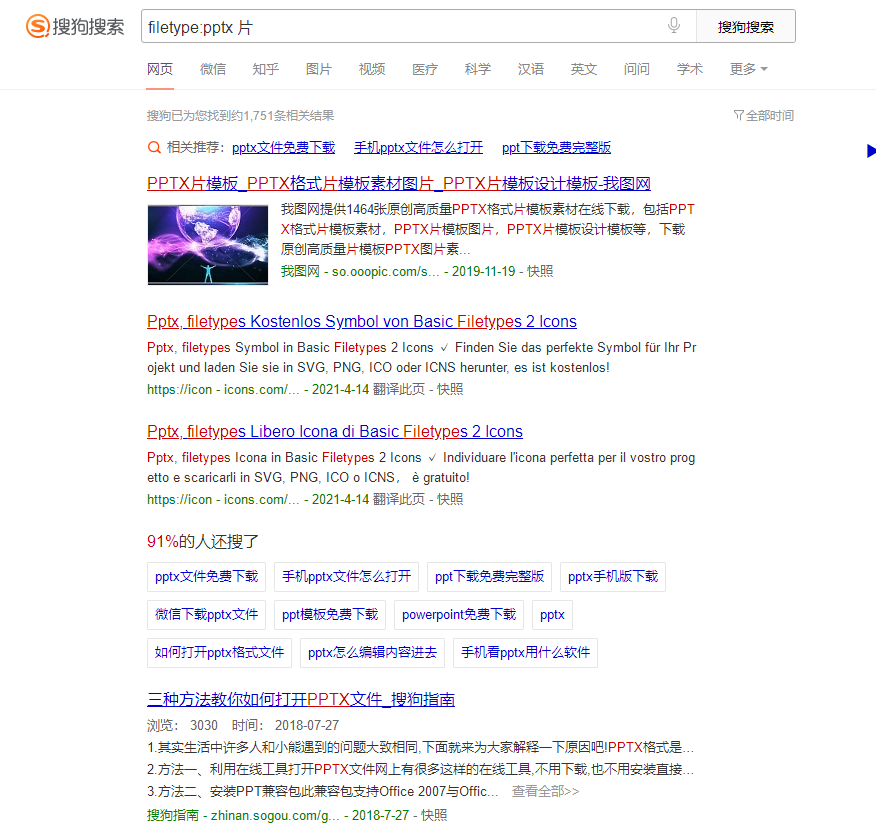 搜狗搜索
filetype:pptx 片
搜狗搜索
网页 微信 知乎 图片 视频 医疗 科学 汉语 英文 问问 学术 更多
搜狗已为您找到约1,751条相关结果 全部时间
相关推荐: pptx文件免费下载 手机pptx文件怎么打开 ppt下载免费完整版
PPTX片模板_PPTX格式片模板素材图片_PPTX片模板设计模板-我图网
我图网提供1464张原创高质量PPTX格式片模板素材在线下载，包括PPT
X格式片模板素材，PPTX片模板图片，PPTX片模板设计模板等，下载
原创高质量片模板PPTX图片素...
我图网 - so.ooopic.com/s... - 2019-11-19 - 快照
Pptx, filetypes Kostenlos Symbol von Basic Filetypes 2 Icons
Pptx, filetypes Symbol in Basic Filetypes 2 Icons ✓ Finden Sie das perfekte Symbol für Ihr Pr
ojekt und laden Sie sie in SVG, PNG, ICO oder ICNS herunter, es ist kostenlos!
https://icon - icons.com/... - 2021-4-14 翻译此页 - 快照
Pptx, filetypes Libero Icona di Basic Filetypes 2 Icons
Pptx, filetypes Icona in Basic Filetypes 2 Icons ✓ Individuare l'icona perfetta per il vostro prog
etto e scaricarli in SVG, PNG, ICO o ICNS， è gratuito!
https://icon - icons.com/... - 2021-4-14 翻译此页 - 快照
91%的人还搜了
pptx文件免费下载 手机pptx文件怎么打开 ppt下载免费完整版 pptx手机版下载
微信下载pptx文件 ppt模板免费下载 powerpoint免费下载 pptx
如何打开pptx格式文件 pptx怎么编辑内容进去 手机看pptx用什么软件
三种方法教你如何打开PPTX文件_搜狗指南
浏览： 3030 时间： 2018-07-27
1.其实生活中许多人和小熊遇到的问题大致相同,下面就来为大家解释一下原因吧!PPTX格式是...
2.方法一、利用在线工具打开PPTX文件网上有很多这样的在线工具,不用下载,也不用安装直接...
3.方法二、安装PPT兼容包此兼容包支持Office 2007与Offic... 查看全部>>
搜狗指南 - zhinan.sogou.com/g... - 2018-7-27 - 快照